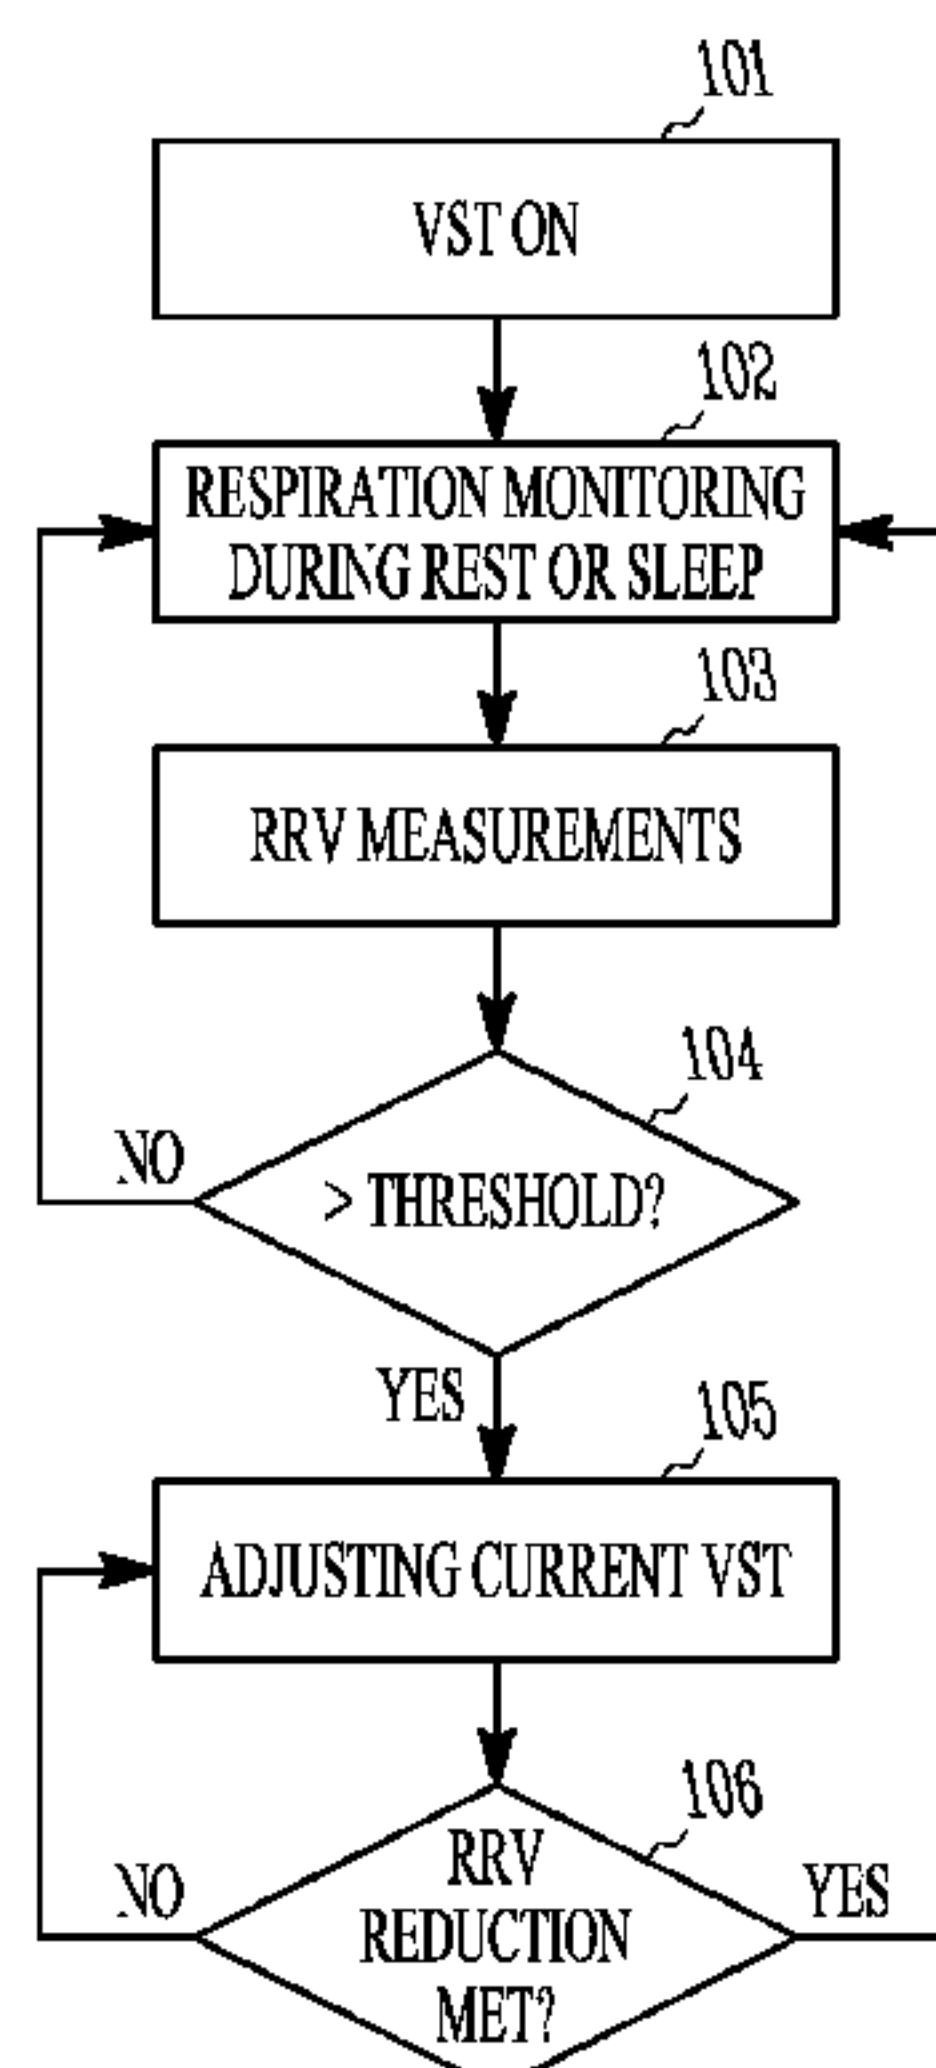 101
VST ON
102
RESPIRATION MONITORING
DURING REST OR SLEEP
103
RRV MEASUREMENTS
104
NO
> THRESHOLD?
YES
105
ADJUSTING CURRENT VST
106
RRV
NO
YES
REDUCTION
MET?